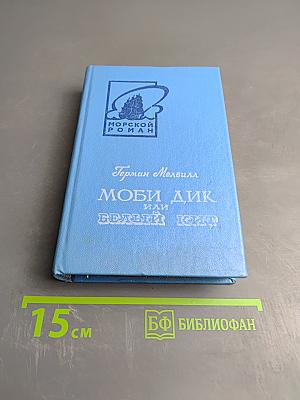 МОРСКОЙ
РОМАН
Герман Мелвилл
МОБИ ДИК
ИЛИ
БЕЛЫЙ КИТ
15 см
БФ БИБЛИОФАН